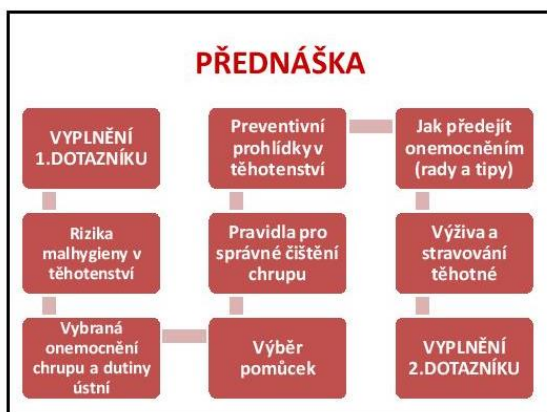 PŘEDNÁŠKA
VYPLNĚNÍ
1.DOTAZNÍKU
Rizika
malhygieny v
těhotenství
Vybraná
onemocnění
chrupu a dutiny
ústní
Výběr
pomůcek
Pravidla pro
správné čištění
chrupu
Preventivní
prohlídky v
těhotenství
Jak předejít
onemocněním
(rady a tipy)
Výživa a
stravování
těhotné
VYPLNĚNÍ
2.DOTAZNÍKU